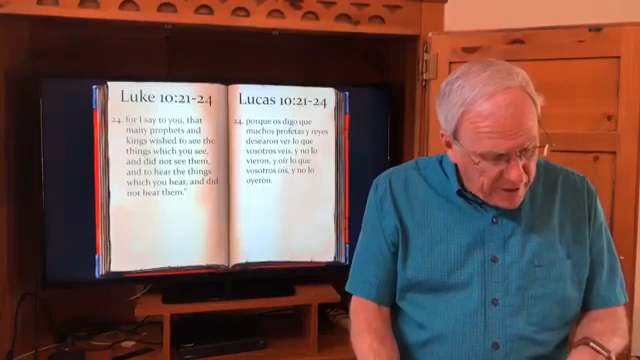 Luke 10:21-24
24. for I say to you, that
many prophets and
kings wished to see the
things which you see,
and did not see them,
and to hear the things
which you hear, and did
not hear them."
Lucas 10:21-24
24. porque os digo que
muchos profetas y reyes
desearon ver lo que
vosotros veis, y no lo
vieron, y oír lo que
vosotros oís, y no lo
oyeron.